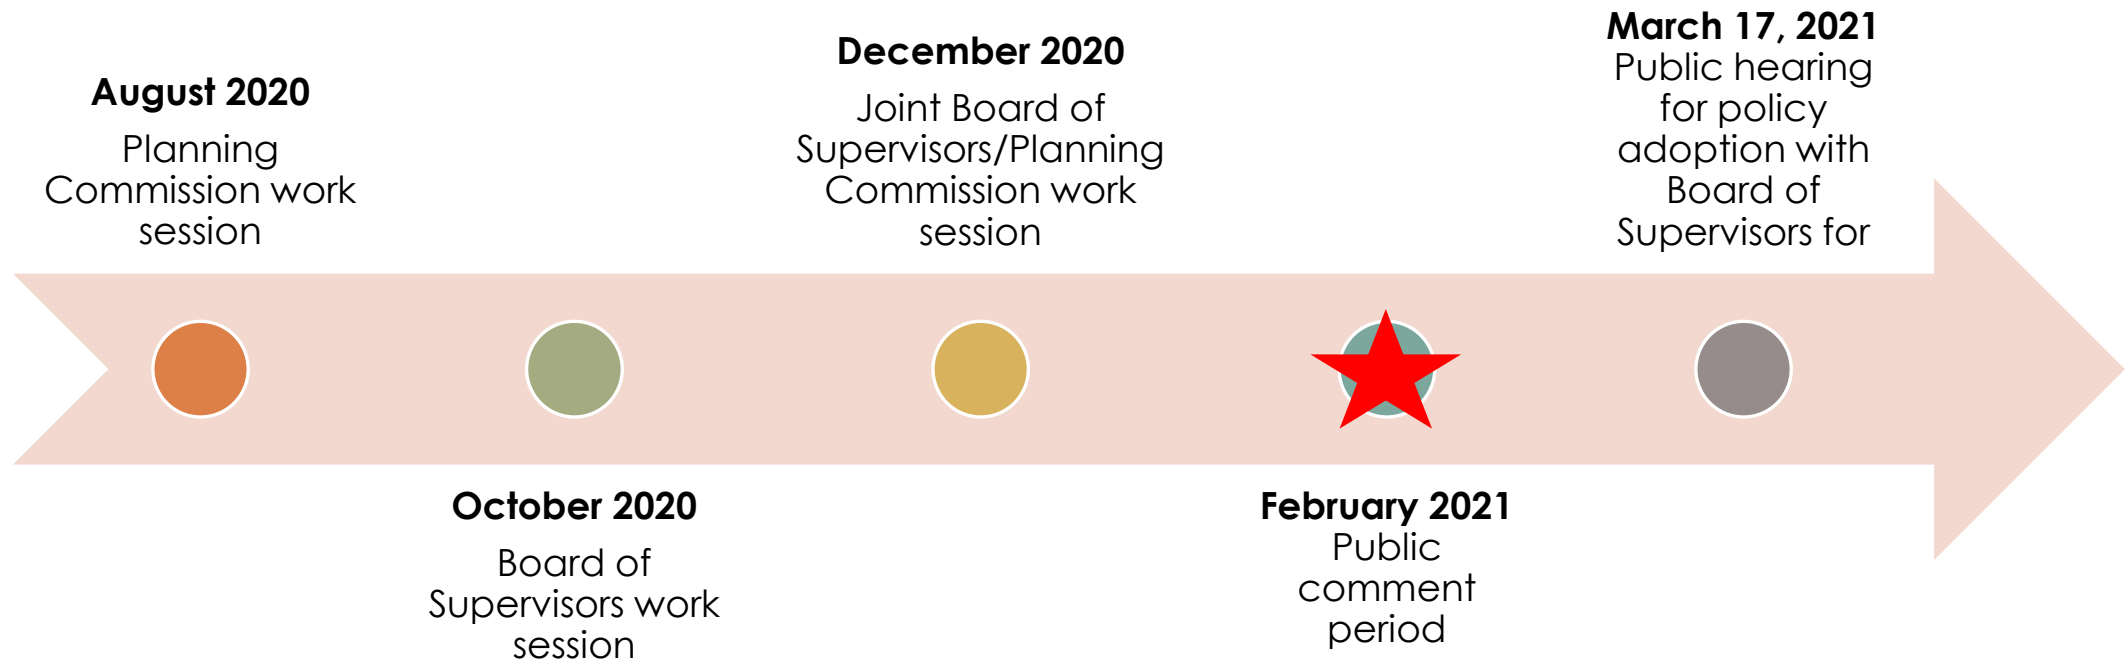 August 2020
Planning
Commission work
session
October 2020
Board of
Supervisors work
session
December 2020
Joint Board of
Supervisors/Planning
Commission work
session
February 2021
Public
comment
period
March 17, 2021
Public hearing
for policy
adoption with
Board of
Supervisors for